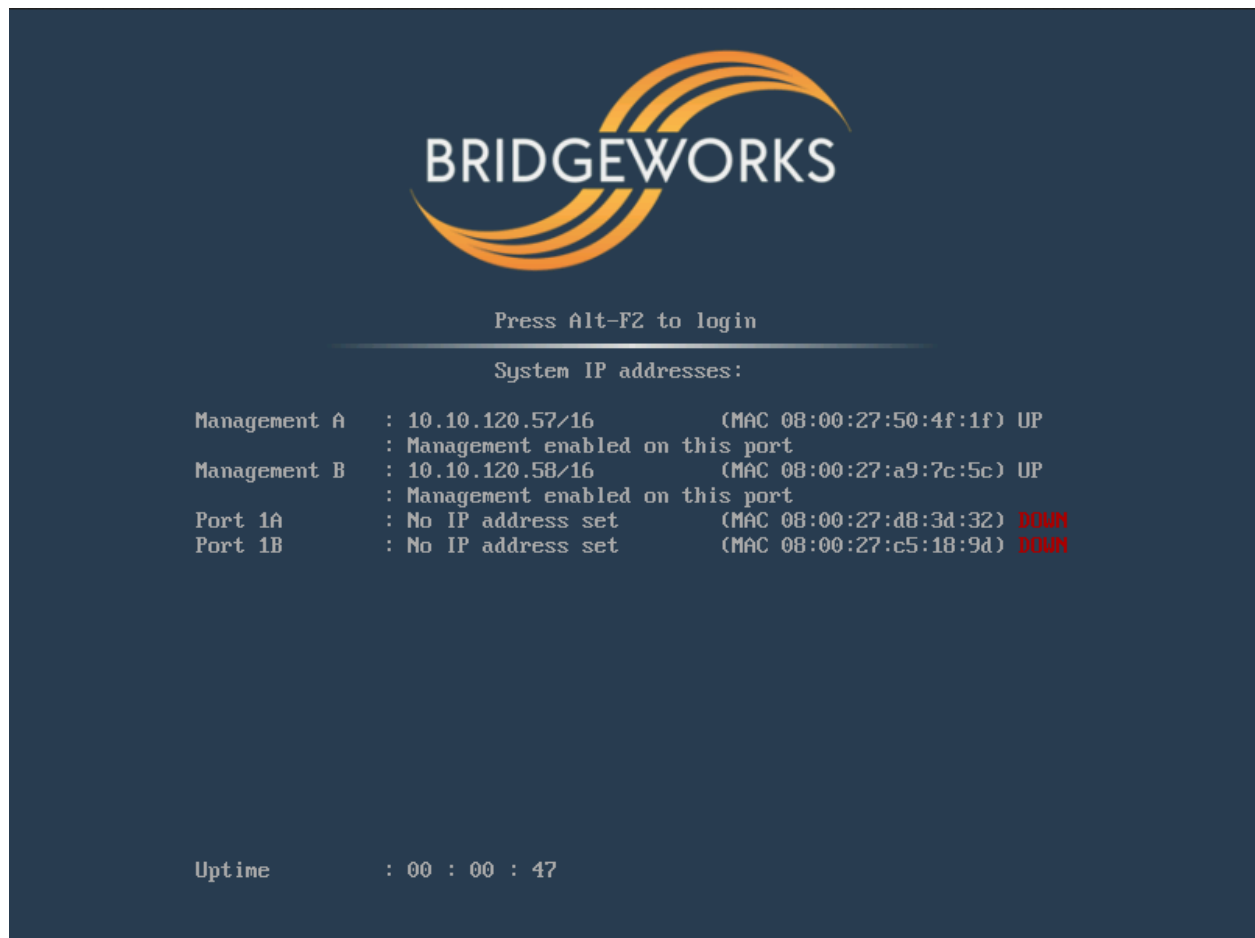 BRIDGEWORKS
Press Alt-F2 to login
System IP addresses:
Management A : 10.10.120.57/16 (MAC 08:00:27:50:4f:1f) UP
: Management enabled on this port
Management B : 10.10.120.58/16 (MAC 08:00:27:a9:7c:5c) UP
: Management enabled on this port
Port 1A : No IP address set (MAC 08:00:27:d8:3d:32) DOWN
Port 1B : No IP address set (MAC 08:00:27:c5:18:9d) DOWN
Uptime : 00 : 00 : 47